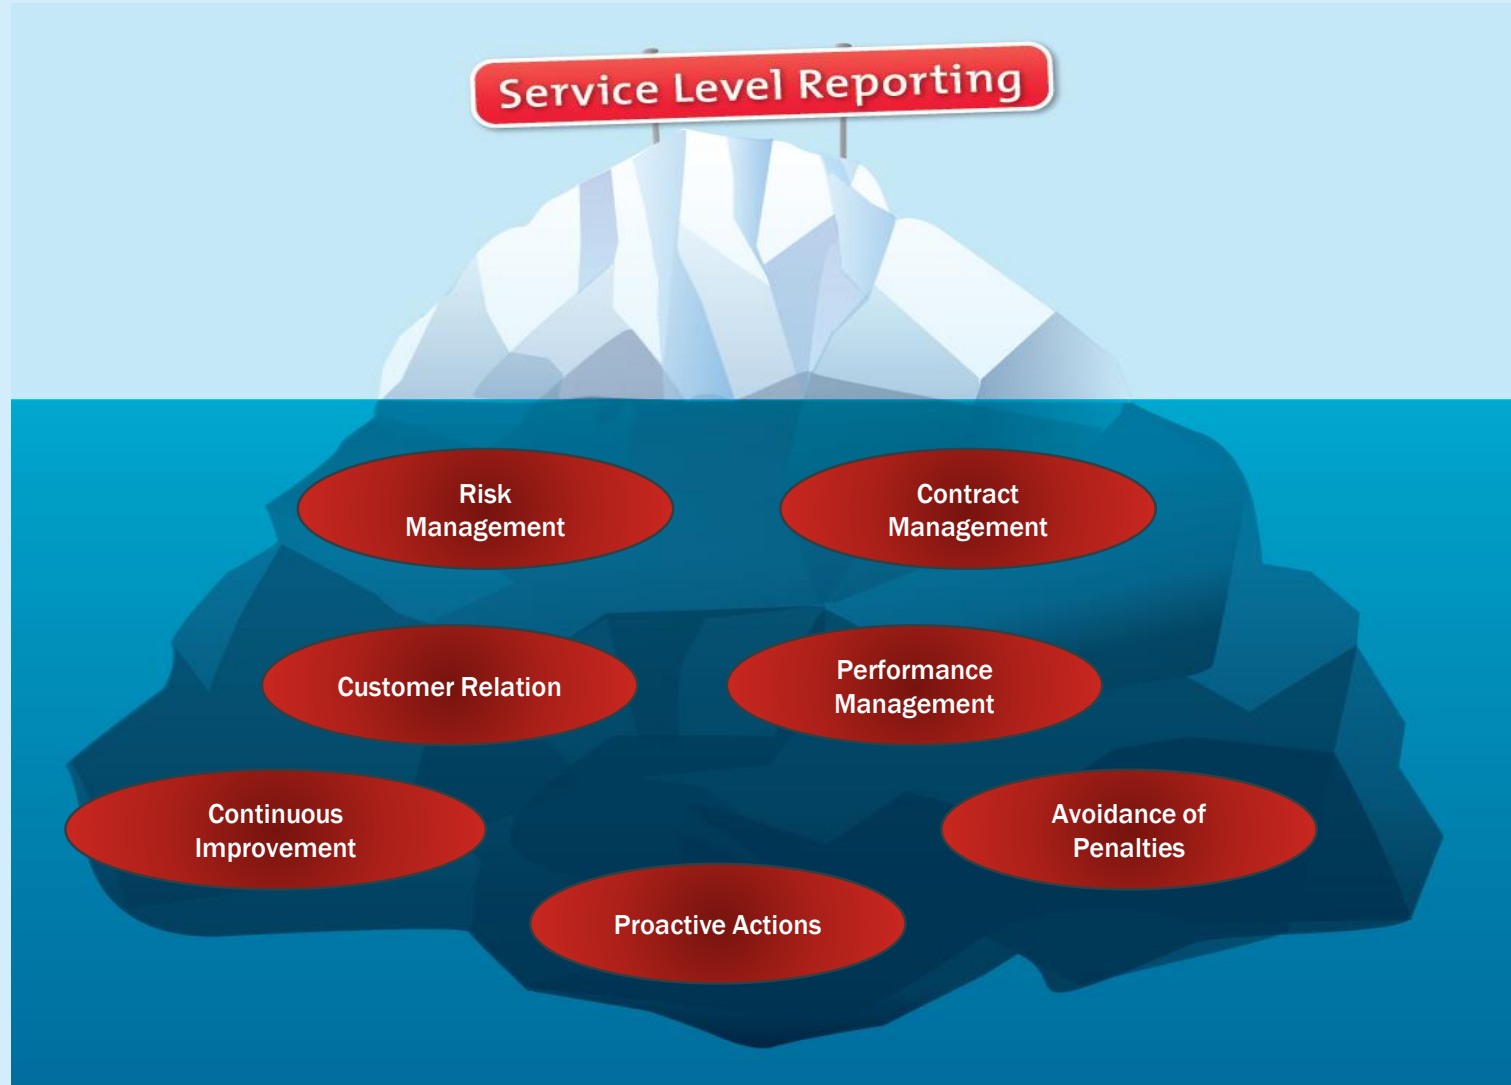 Service Level Reporting
Risk
Management
Contract
Management
Customer Relation
Performance
Management
Continuous
Improvement
Avoidance of
Penalties
Proactive Actions